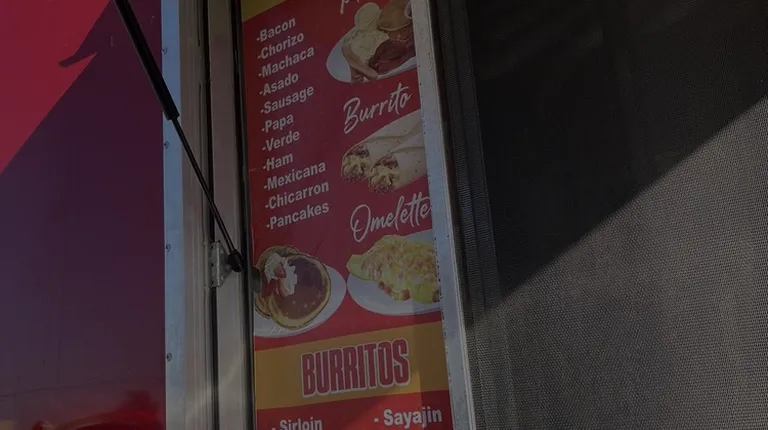 -Bacon
-Chorizo
-Machaca
-Asado
-Sausage
-Papa
-Verde
-Ham
-Mexicana
-Chicarron
-Pancakes
Burrito
Omelette
BURRITOS
- Sirloin
- Sayajin